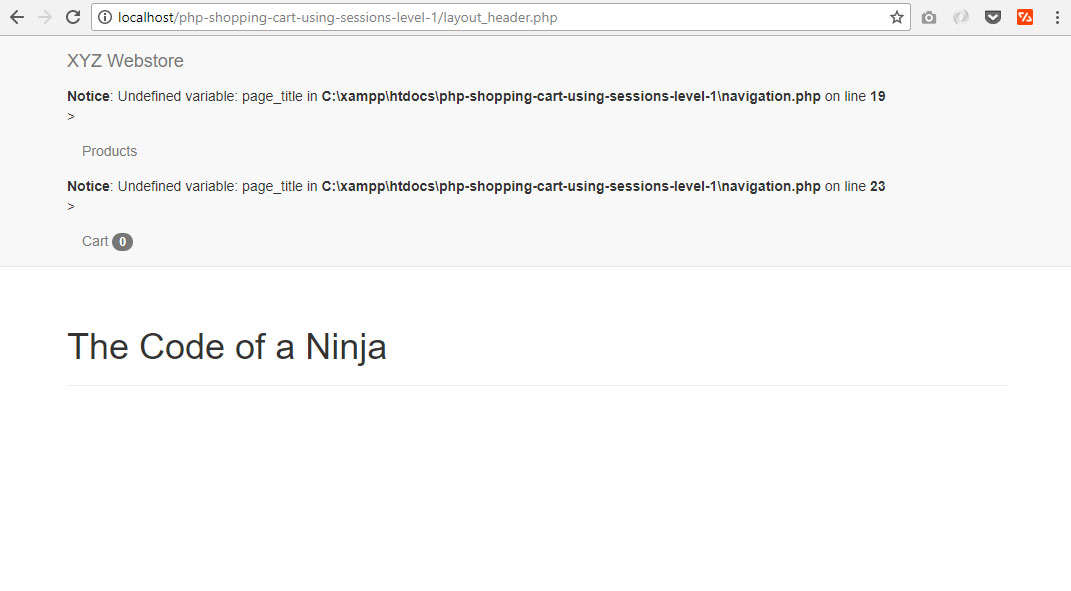 localhost/php-shopping-cart-using-sessions-level-1/layout_header.php
XYZ Webstore
Notice: Undefined variable: page_title in C:\xampp\htdocs\php-shopping-cart-using-sessions-level-1\navigation.php on line 19
>
Products
Notice: Undefined variable: page_title in C:\xampp\htdocs\php-shopping-cart-using-sessions-level-1\navigation.php on line 23
>
Cart 0
The Code of a Ninja